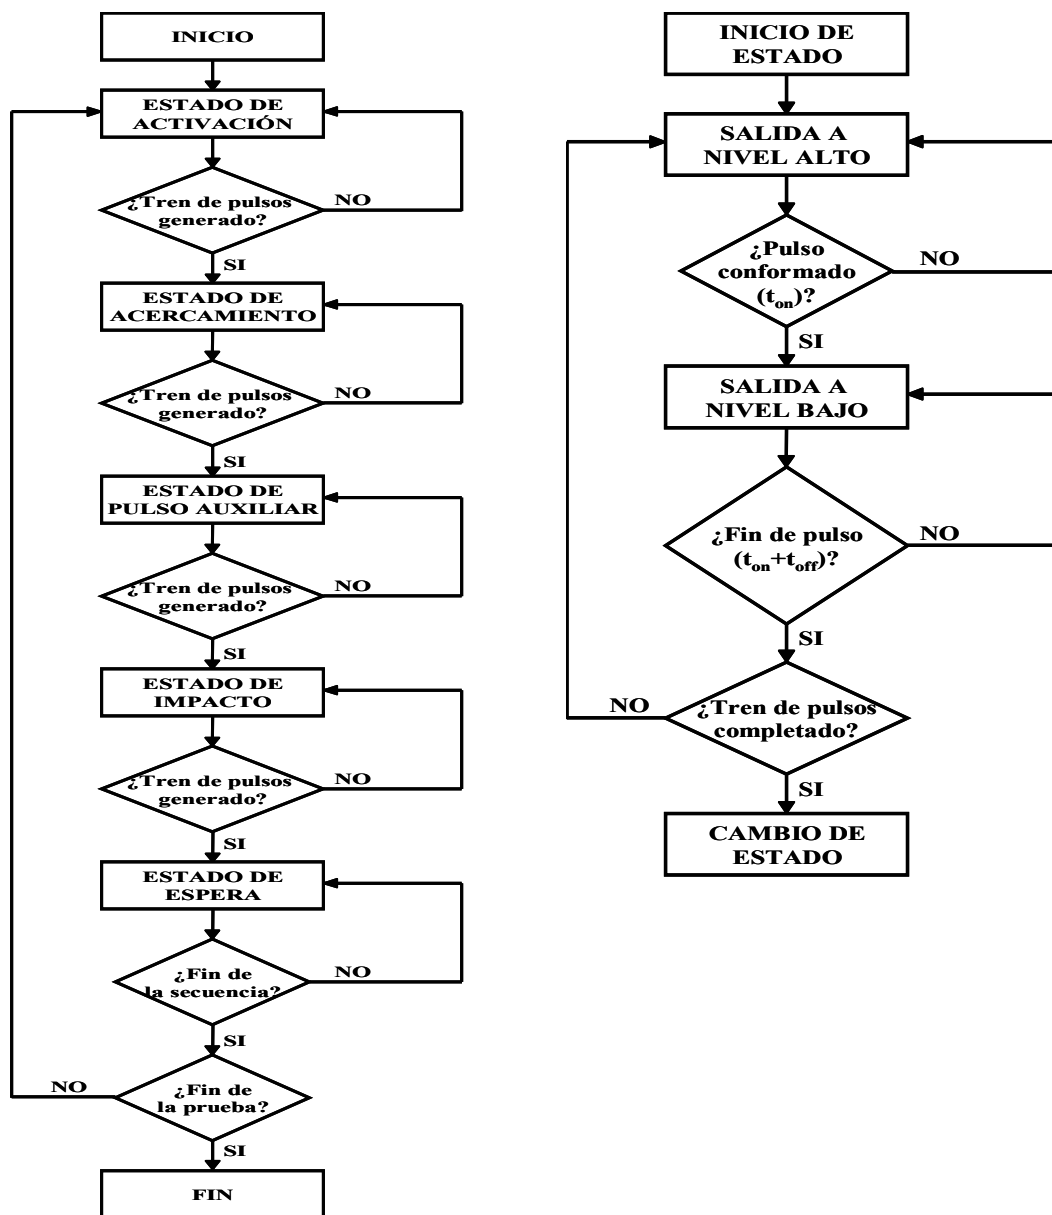 INICIO
ESTADO DE
ACTIVACIÓN
¿Tren de pulsos
generado?
NO
SI
ESTADO DE
ACERCAMIENTO
¿Tren de pulsos
generado?
NO
SI
ESTADO DE
PULSO AUXILIAR
¿Tren de pulsos
generado?
NO
SI
ESTADO DE
IMPACTO
¿Tren de pulsos
generado?
NO
SI
ESTADO DE
ESPERA
¿Fin de
la secuencia?
NO
SI
¿Fin de
la prueba?
NO
SI
FIN
INICIO DE
ESTADO
SALIDA A
NIVEL ALTO
¿Pulso
conformado
(ton)?
NO
SI
SALIDA A
NIVEL BAJO
¿Fin de pulso
(ton+toff)?
NO
SI
¿Tren de pulsos
completado?
NO
SI
CAMBIO DE
ESTADO